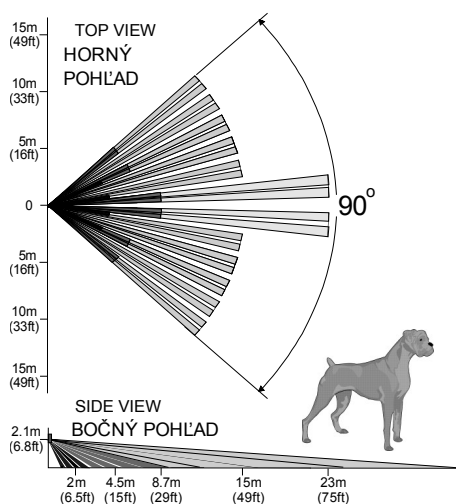 15m
(49ft)
TOP VIEW
HORNÝ
POHĽAD
10m
(33ft)
5m
(16ft)
0
90°
5m
(16ft)
10m
(33ft)
15m
(49ft)
SIDE VIEW
BOČNÝ POHĽAD
2.1m
(6.8ft)
2m
(6.5ft)
4.5m
(15ft)
8.7m
(29ft)
15m
(49ft)
23m
(75ft)